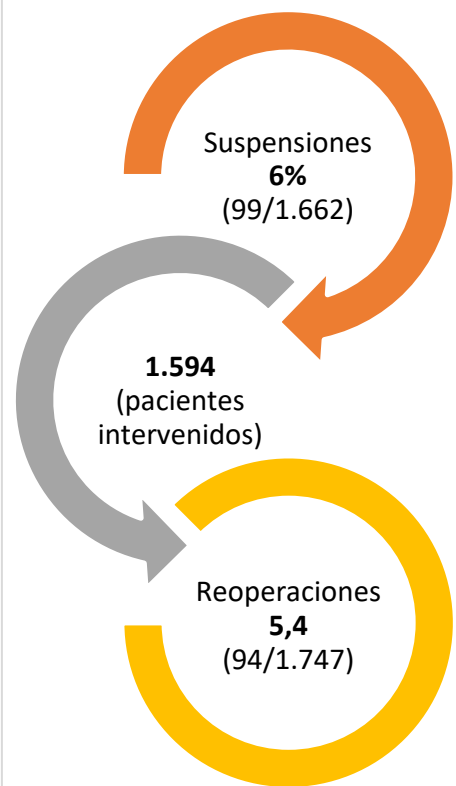 Suspensiones
6%
(99/1.662)
1.594
(pacientes
intervenidos)
Reoperaciones
5,4
(94/1.747)